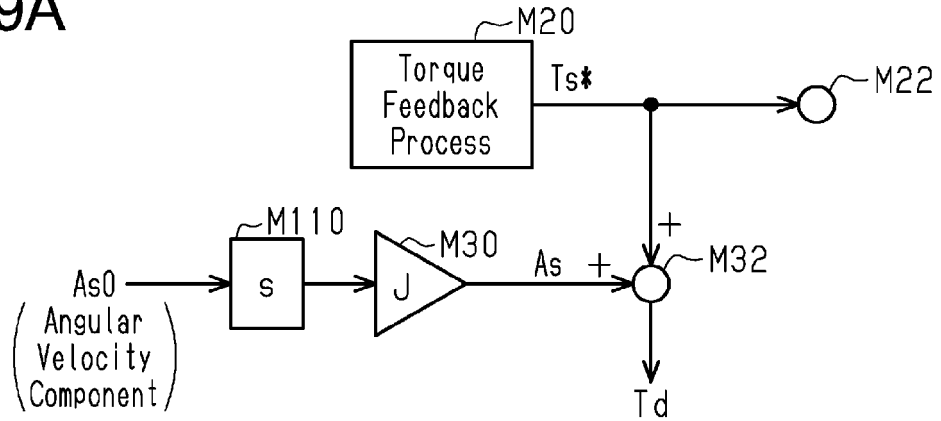 9A
M20
Torque
Feedback
Process
Ts*
M22
M110
s
M30
J
As
+
+
M32
As0
(Angular
Velocity
Component)
Td